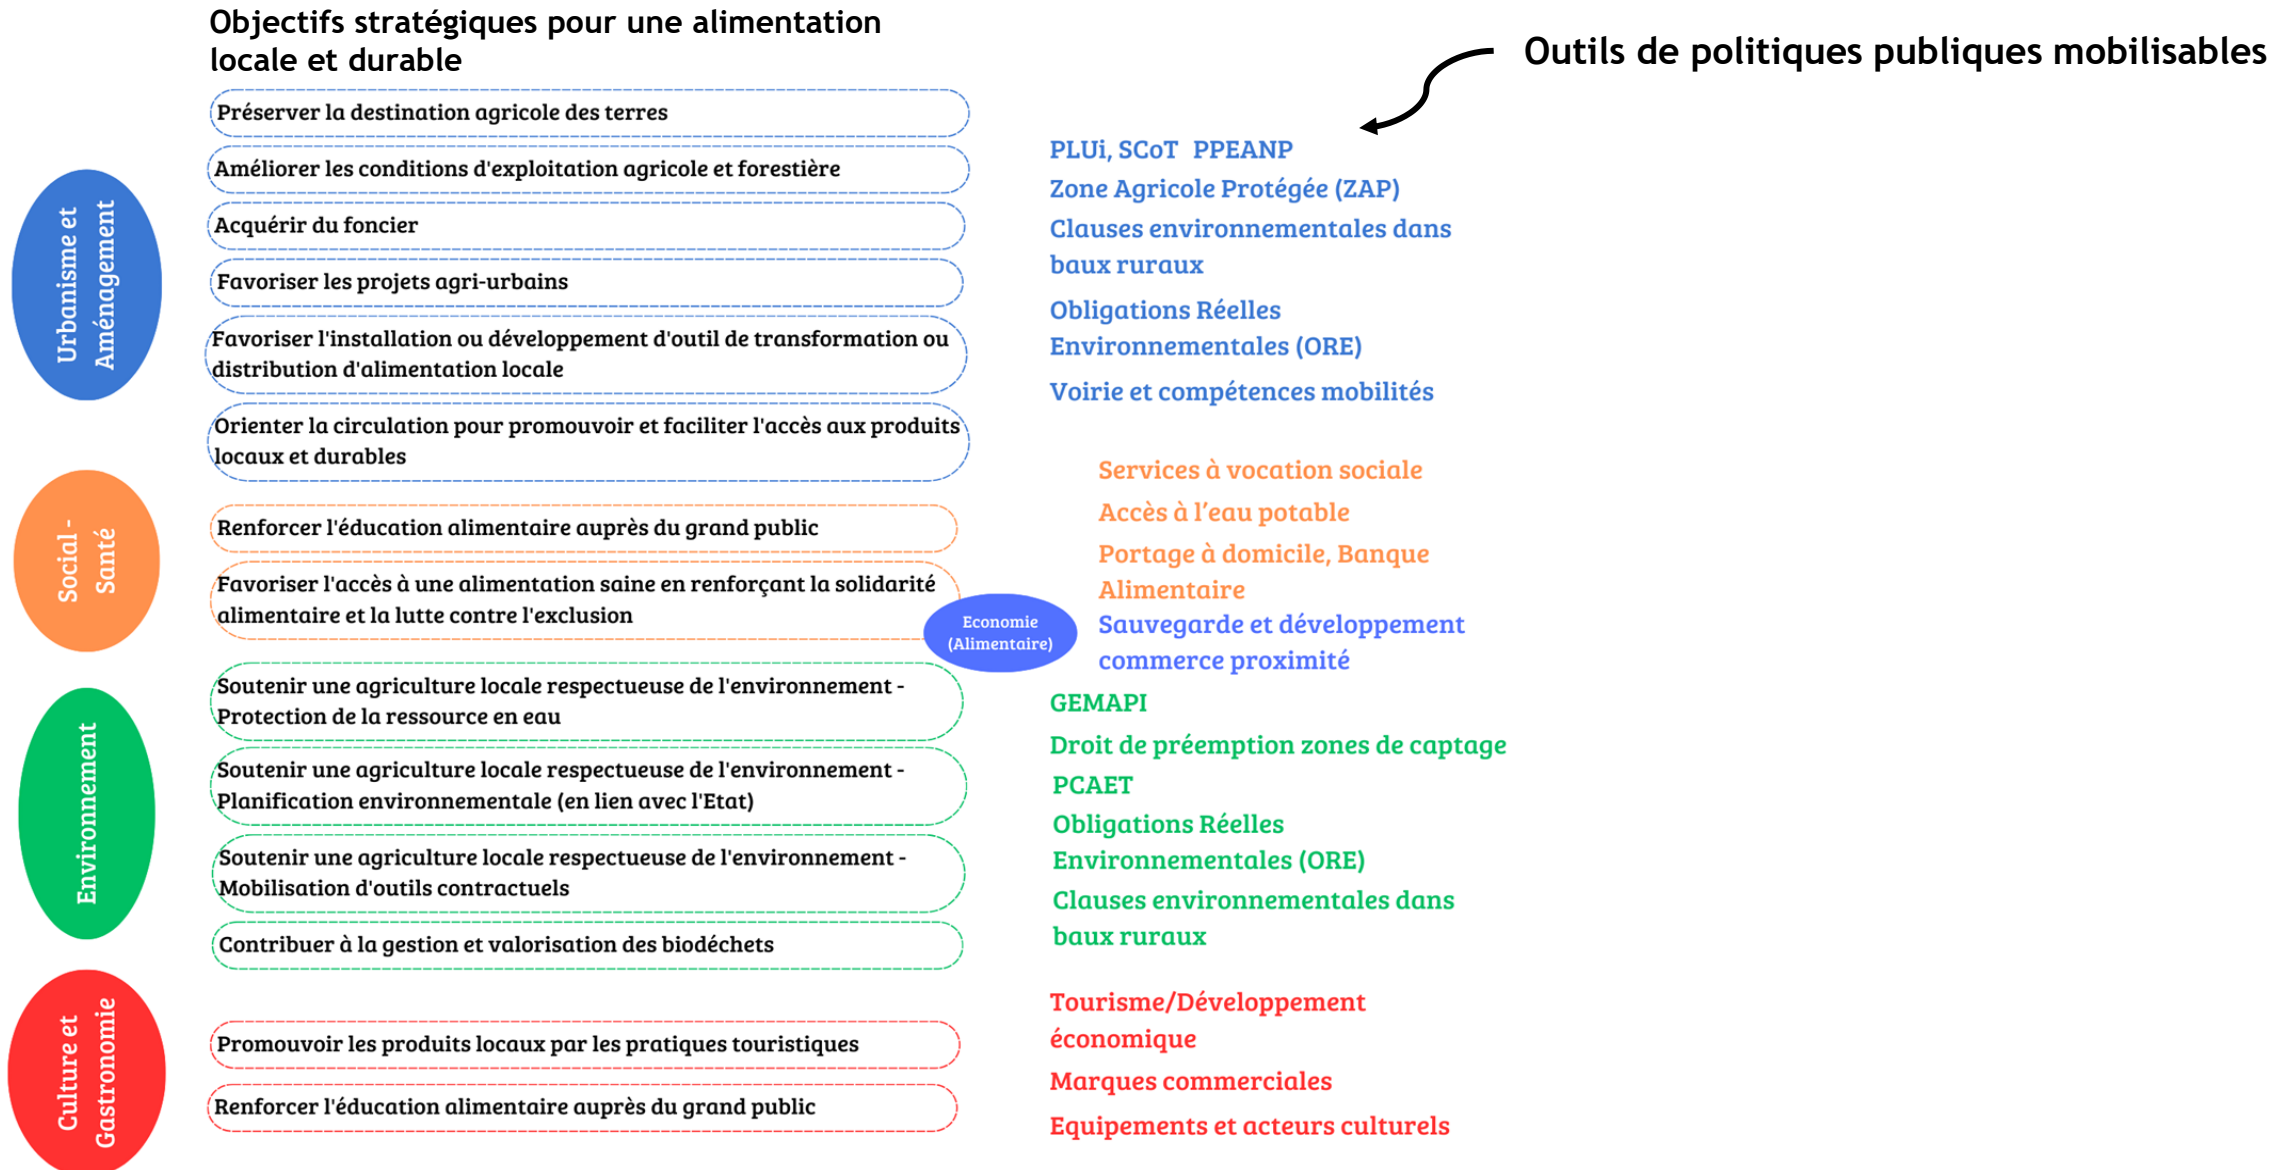 Objectifs stratégiques pour une alimentation
locale et durable
Outils de politiques publiques mobilisables
Urbanisme et
Aménagement
Préserver la destination agricole des terres
Améliorer les conditions d'exploitation agricole et forestière
Acquérir du foncier
Favoriser les projets agri-urbains
Favoriser l'installation ou développement d'outil de transformation ou
distribution d'alimentation locale
Orienter la circulation pour promouvoir et faciliter l'accès aux produits
locaux et durables
PLUi, SCoT PPEANP
Zone Agricole Protégée (ZAP)
Clauses environnementales dans
baux ruraux
Obligations Réelles
Environnementales (ORE)
Voirie et compétences mobilités
Social -
Santé
Renforcer l'éducation alimentaire auprès du grand public
Favoriser l'accès à une alimentation saine en renforçant la solidarité
alimentaire et la lutte contre l'exclusion
Services à vocation sociale
Accès à l’eau potable
Portage à domicile, Banque
Alimentaire
Economie
(Alimentaire)
Sauvegarde et développement
commerce proximité
Environnement
Soutenir une agriculture locale respectueuse de l'environnement -
Protection de la ressource en eau
Soutenir une agriculture locale respectueuse de l'environnement -
Planification environnementale (en lien avec l'Etat)
Soutenir une agriculture locale respectueuse de l'environnement -
Mobilisation d'outils contractuels
Contribuer à la gestion et valorisation des biodéchets
GEMAPI
Droit de préemption zones de captage
PCAET
Obligations Réelles
Environnementales (ORE)
Clauses environnementales dans
baux ruraux
Culture et
Gastronomie
Promouvoir les produits locaux par les pratiques touristiques
Renforcer l'éducation alimentaire auprès du grand public
Tourisme/Développement
économique
Marques commerciales
Equipements et acteurs culturels